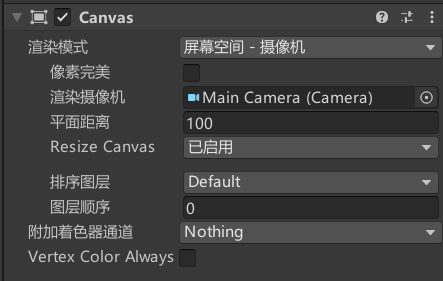 Canvas
渲染模式 屏幕空间 - 摄像机
像素完美
渲染摄像机 Main Camera (Camera)
平面距离 100
Resize Canvas 已启用
排序图层 Default
图层顺序 0
附加着色器通道 Nothing
Vertex Color Always